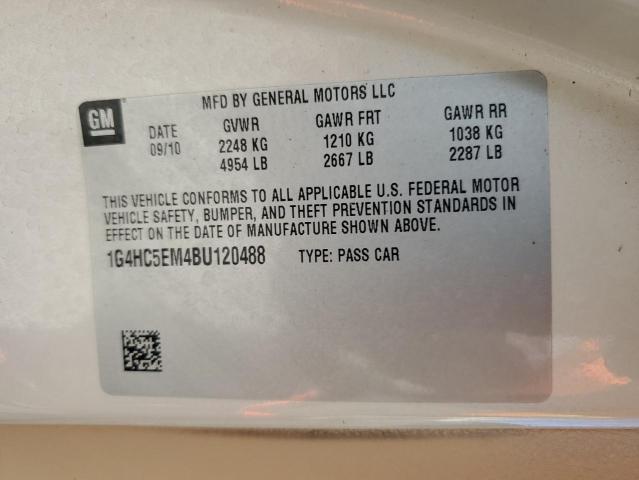 MFD BY GENERAL MOTORS LLC
GM
DATE GVWR GAWR FRT GAWR RR
09/10 2248 KG 1210 KG 1038 KG
4954 LB 2667 LB 2287 LB
THIS VEHICLE CONFORMS TO ALL APPLICABLE U.S. FEDERAL MOTOR
VEHICLE SAFETY, BUMPER, AND THEFT PREVENTION STANDARDS IN
EFFECT ON THE DATE OF MANUFACTURE SHOWN ABOVE.
1G4HC5EM4BU120488 TYPE: PASS CAR